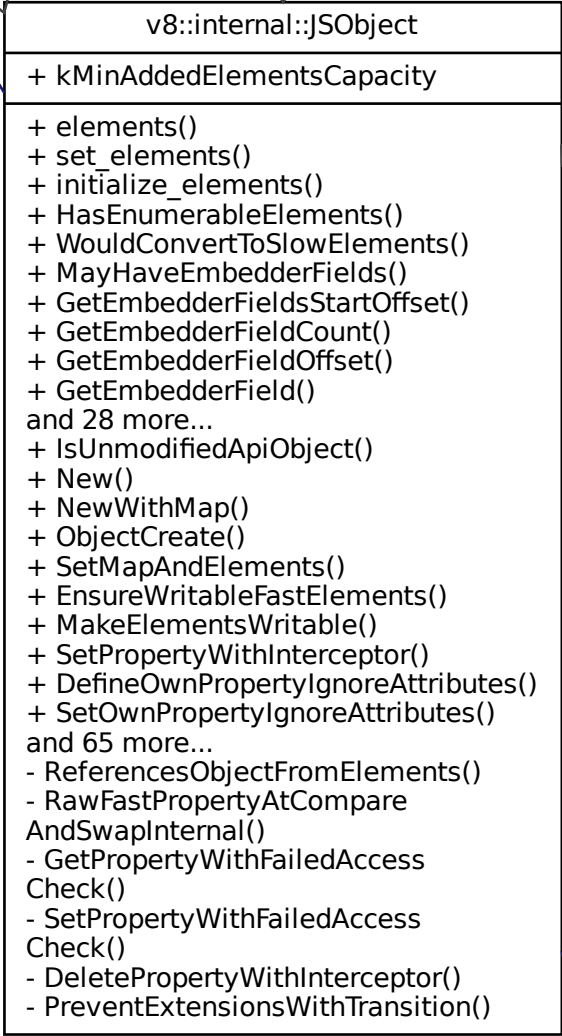 v8::internal::JSObject
+ kMinAddedElementsCapacity
+ elements()
+ set_elements()
+ initialize_elements()
+ HasEnumerableElements()
+ WouldConvertToSlowElements()
+ MayHaveEmbedderFields()
+ GetEmbedderFieldsStartOffset()
+ GetEmbedderFieldCount()
+ GetEmbedderFieldOffset()
+ GetEmbedderField()
and 28 more...
+ IsUnmodifiedApiObject()
+ New()
+ NewWithMap()
+ ObjectCreate()
+ SetMapAndElements()
+ EnsureWritableFastElements()
+ MakeElementsWritable()
+ SetPropertyWithInterceptor()
+ DefineOwnPropertyIgnoreAttributes()
+ SetOwnPropertyIgnoreAttributes()
and 65 more...
- ReferencesObjectFromElements()
- RawFastPropertyAtCompare
AndSwapInternal()
- GetPropertyWithFailedAccess
Check()
- SetPropertyWithFailedAccess
Check()
- DeletePropertyWithInterceptor()
- PreventExtensionsWithTransition()